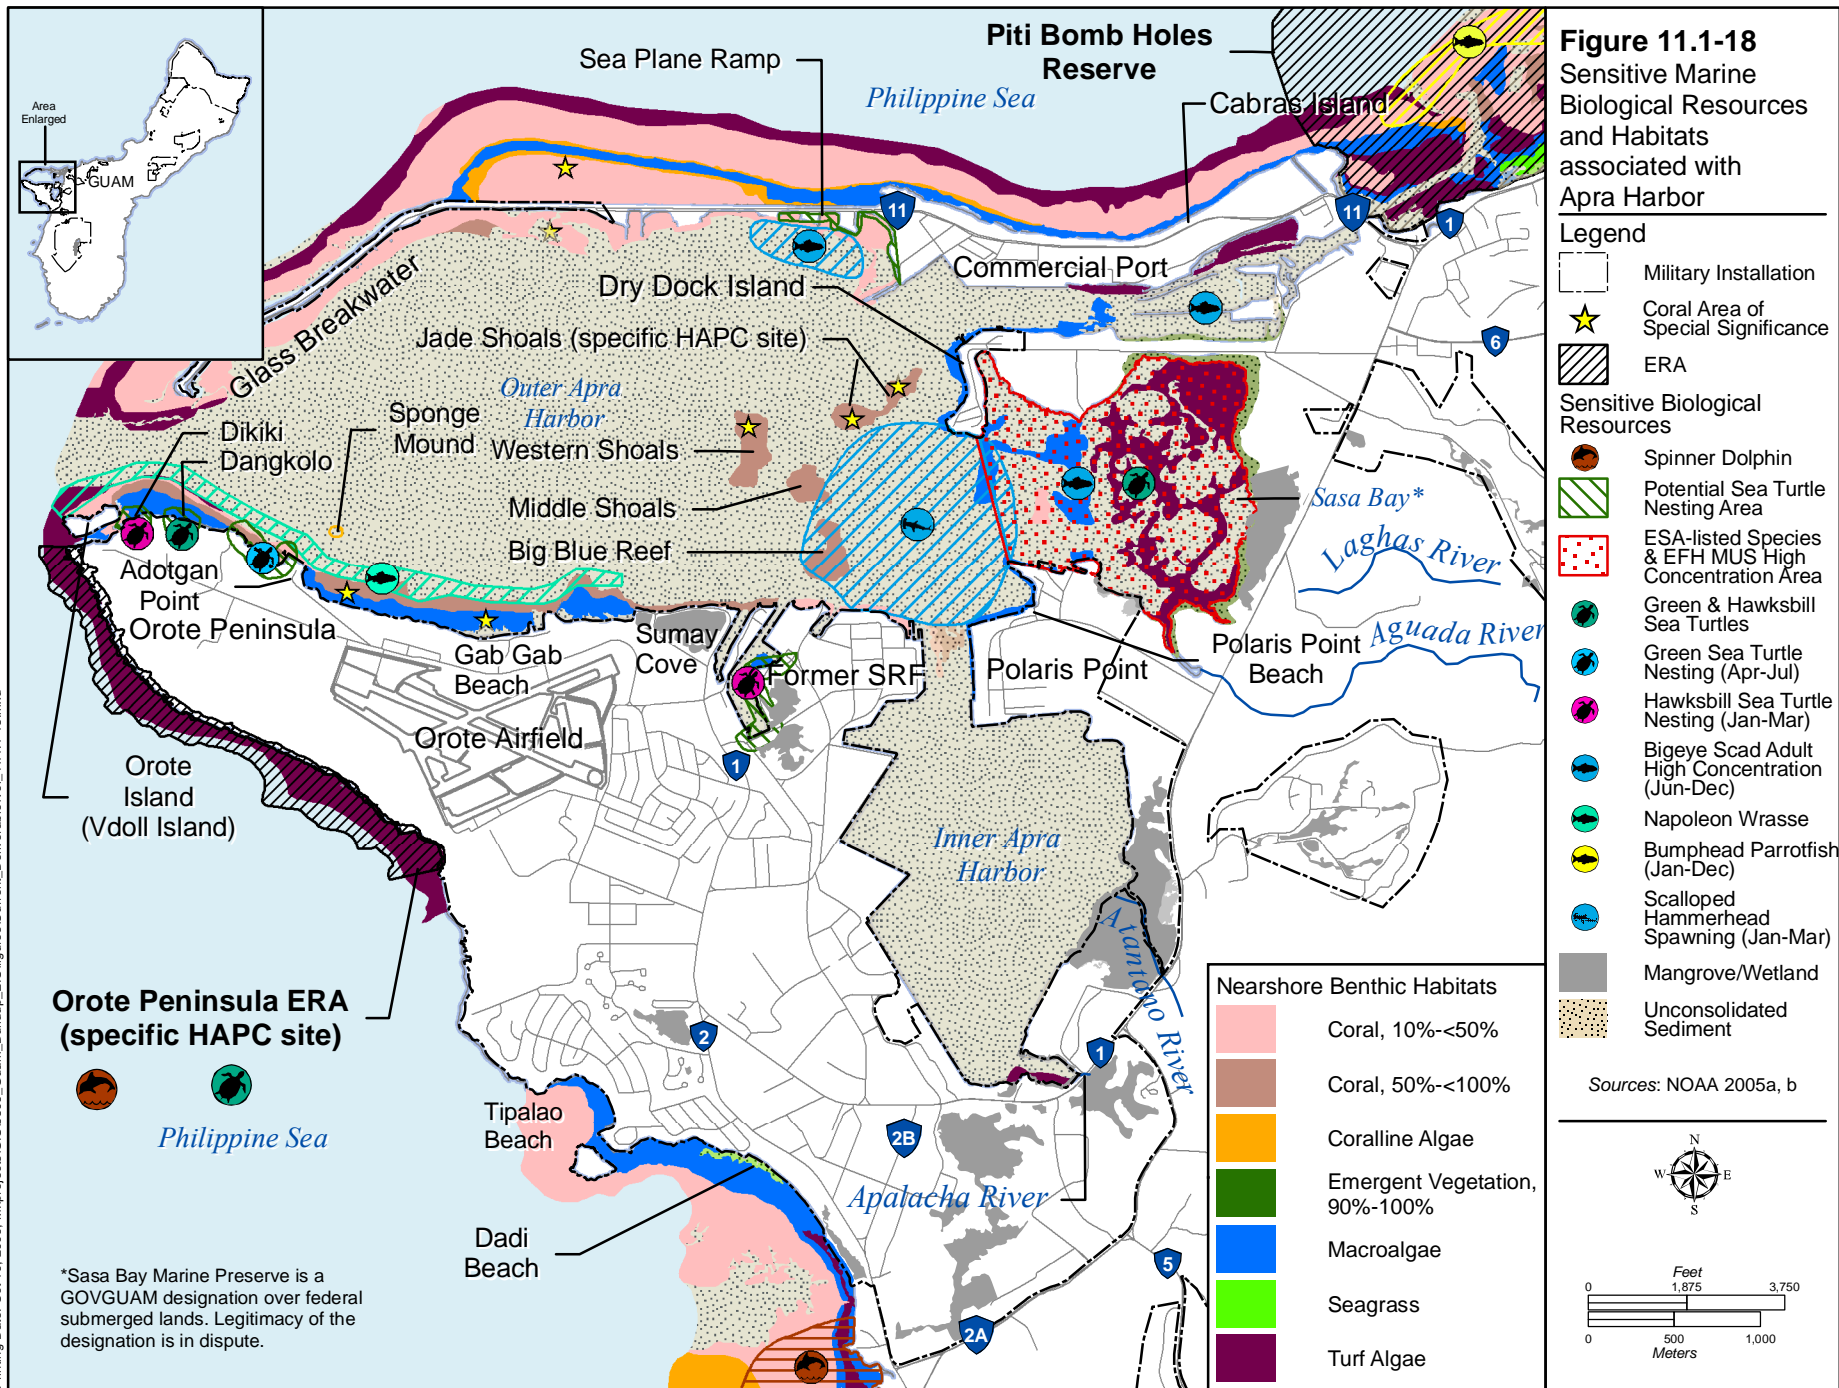 Area
Enlarged
GUAM
Sea Plane Ramp
Piti Bomb Holes
Reserve
Philippine Sea
Cabras Island
11
11
1
Commercial Port
Dry Dock Island
Glass Breakwater
Jade Shoals (specific HAPC site)
Outer Apra
Harbor
6
Sponge
Mound
Dikiki
Dangkolo
Western Shoals
Middle Shoals
Big Blue Reef
Sasa Bay*
Laghas River
Adotgan
Point
Orote Peninsula
Gab Gab
Beach
Sumay
Cove
Former SRF
Polaris Point
Polaris Point
Beach
Aguada River
Orote Airfield
1
Orote
Island
(Vdoll Island)
Inner Apra
Harbor
Atantano River
Orote Peninsula ERA
(specific HAPC site)
Philippine Sea
2
1
Tipalao
Beach
2B
Apalacha River
Dadi
Beach
5
2A
*Sasa Bay Marine Preserve is a
GOVGUAM designation over federal
submerged lands. Legitimacy of the
designation is in dispute.
Nearshore Benthic Habitats
Coral, 10%-<50%
Coral, 50%-<100%
Coralline Algae
Emergent Vegetation,
90%-100%
Macroalgae
Seagrass
Turf Algae
Figure 11.1-18
Sensitive Marine
Biological Resources
and Habitats
associated with
Apra Harbor
Legend
Military Installation
Coral Area of
Special Significance
ERA
Sensitive Biological
Resources
Spinner Dolphin
Potential Sea Turtle
Nesting Area
ESA-listed Species
& EFH MUS High
Concentration Area
Green & Hawksbill
Sea Turtles
Green Sea Turtle
Nesting (Apr-Jul)
Hawksbill Sea Turtle
Nesting (Jan-Mar)
Bigeye Scad Adult
High Concentration
(Jun-Dec)
Napoleon Wrasse
Bumphead Parrotfish
(Jan-Dec)
Scalloped
Hammerhead
Spawning (Jan-Mar)
Mangrove/Wetland
Unconsolidated
Sediment
Sources: NOAA 2005a, b
N
W E
S
Feet
0 1,875 3,750
0 500 1,000
Meters